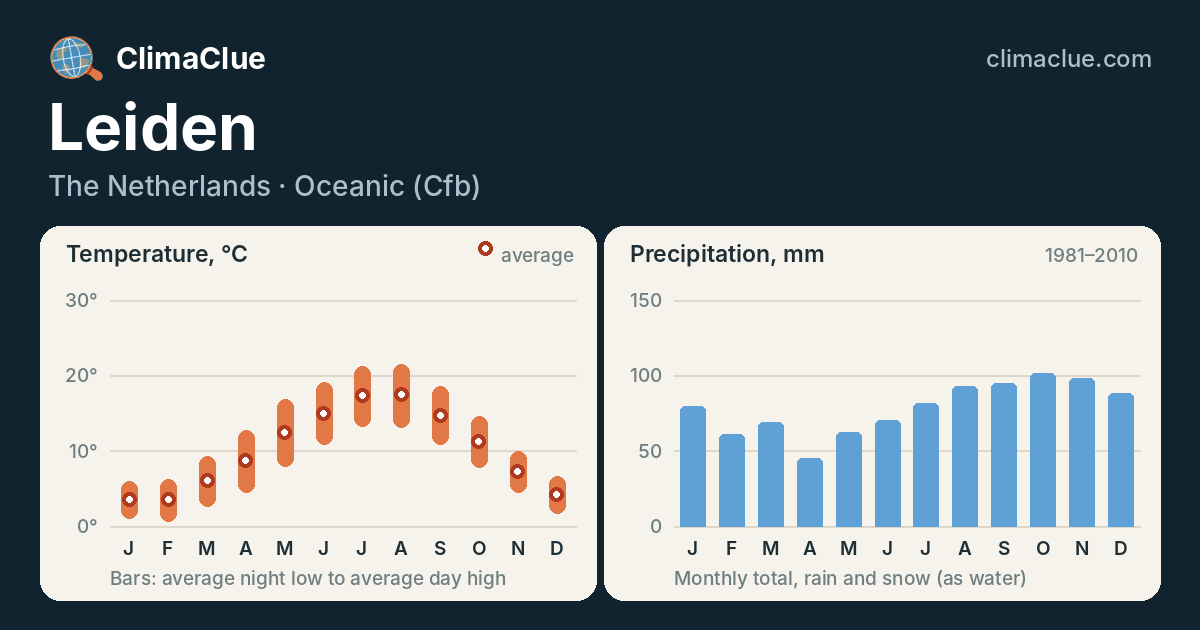 ClimaClue
climaclue.com
Leiden
The Netherlands · Oceanic (Cfb)
Temperature, °C
average
30°
20°
10°
0°
J F M A M J J A S O N D
Bars: average night low to average day high
Precipitation, mm
1981–2010
150
100
50
0
J F M A M J J A S O N D
Monthly total, rain and snow (as water)